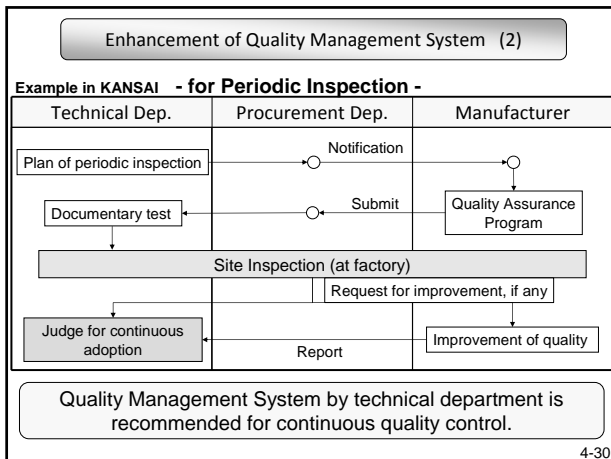 Enhancement of Quality Management System (2)
Example in KANSAI - for Periodic Inspection -
Technical Dep.
Procurement Dep.
Manufacturer
Notification
Plan of periodic inspection
Submit
Documentary test
Quality Assurance
Program
Site Inspection (at factory)
Request for improvement, if any
Judge for continuous
adoption
Improvement of quality
Report
Quality Management System by technical department is
recommended for continuous quality control.
4-30